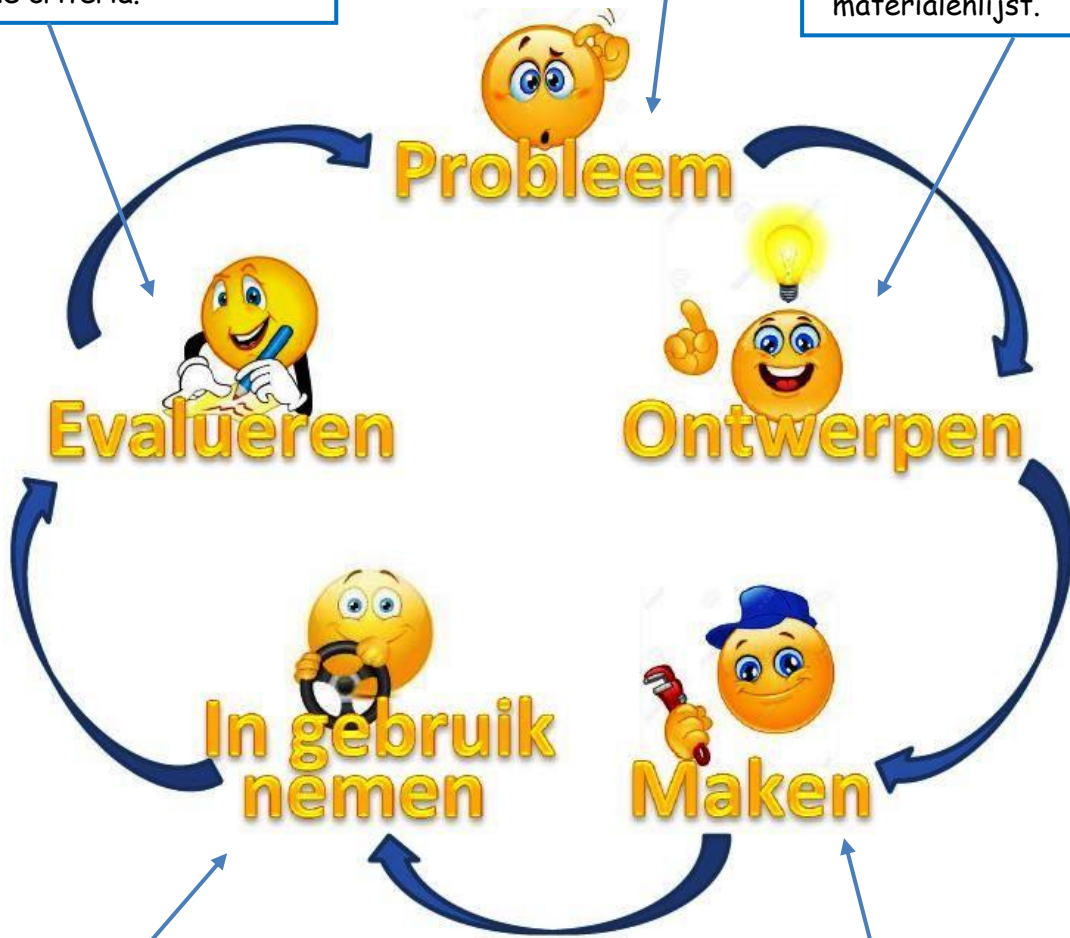 criteria.
materialenlijst.
Probleem
Evalueren
Ontwerpen
In gebruik
nemen
Maken